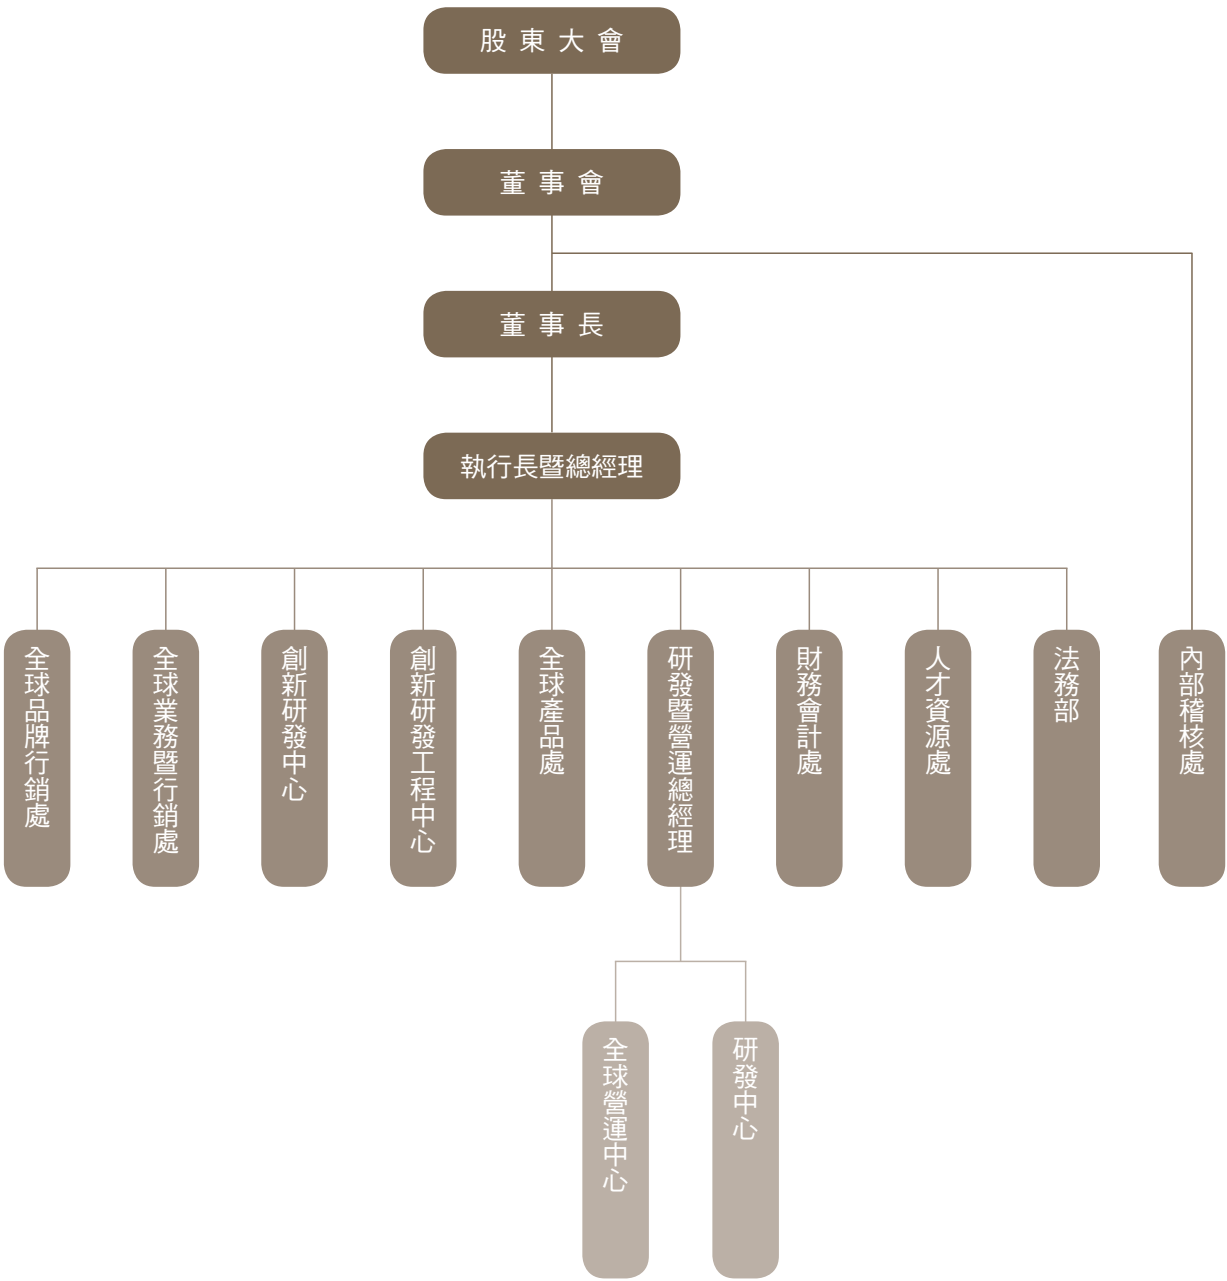 股東大會
董事會
董事長
執行長暨總經理
全球品牌行銷處
全球業務暨行銷處
創新研發中心
創新研發工程中心
全球產品處
研發暨營運總經理
財務會計處
人才資源處
法務部
內部稽核處
全球營運中心
研發中心